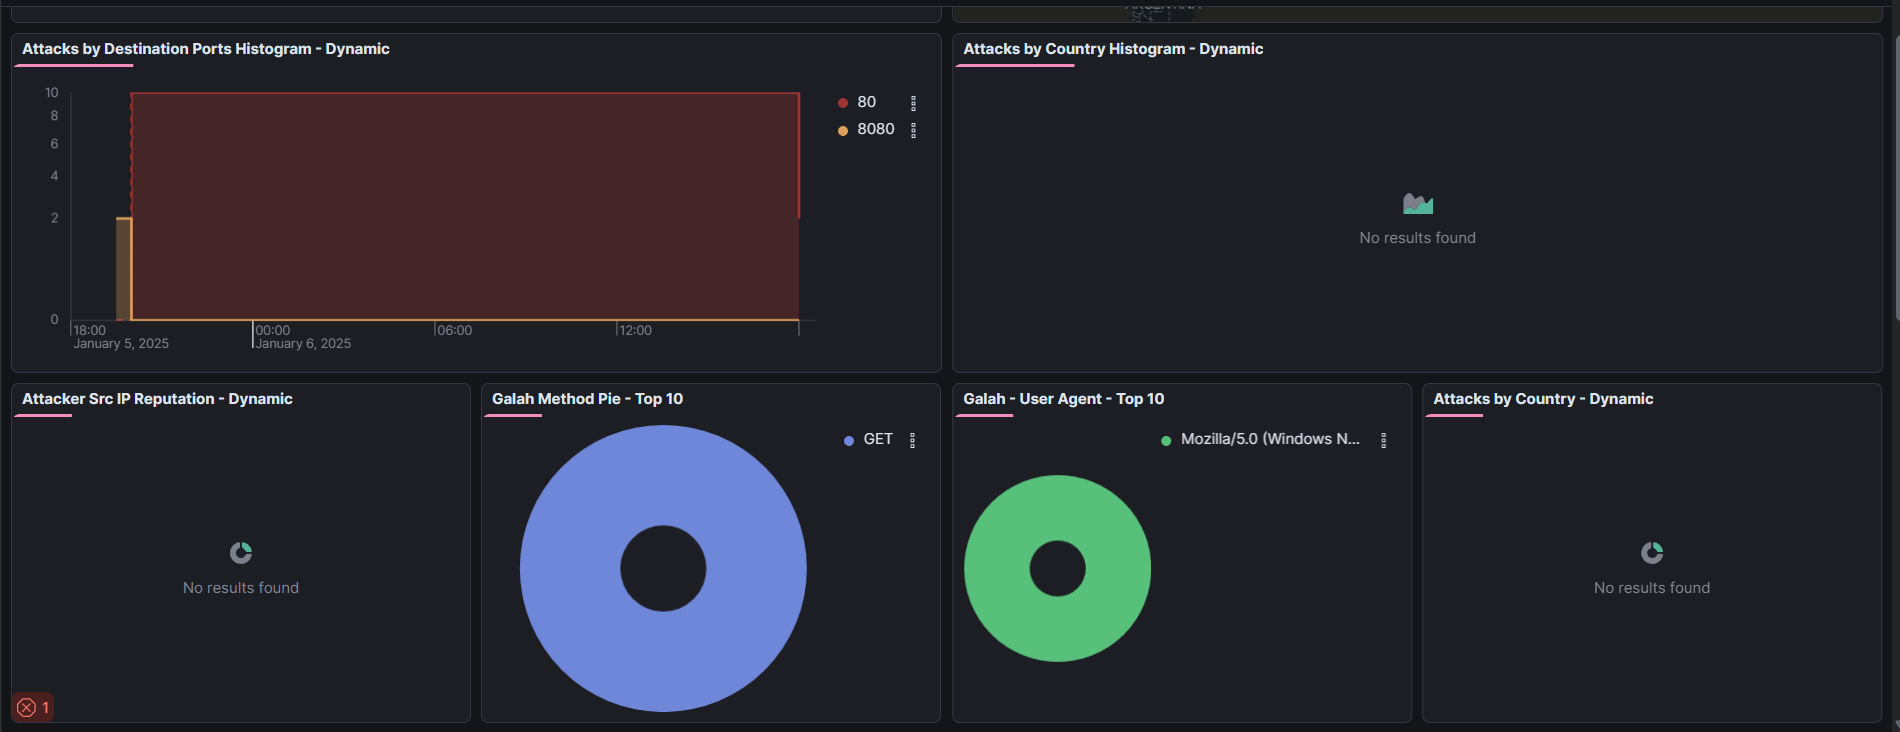 ARGENTINA
Attacks by Destination Ports Histogram - Dynamic
10
8
6
4
2
0
18:00
January 5, 2025
00:00
January 6, 2025
06:00
12:00
80
8080
Attacks by Country Histogram - Dynamic
No results found
Attacker Src IP Reputation - Dynamic
No results found
1
Galah Method Pie - Top 10
GET
Galah - User Agent - Top 10
Mozilla/5.0 (Windows N...
Attacks by Country - Dynamic
No results found